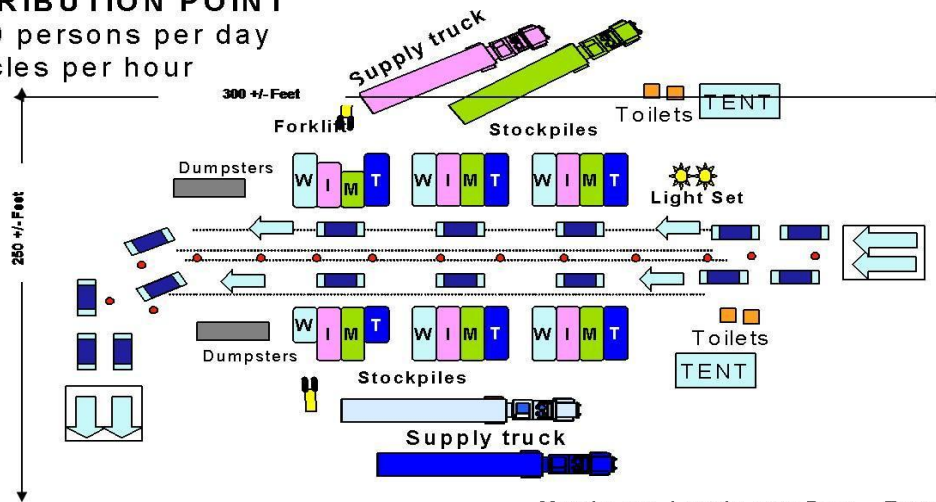 RIBUTION POINT
persons per day
cles per hour
Supply truck
300 +/- Feet
Forklift
Stockpiles
Toilets
TENT
Dumpsters
W I M T
W I M T
W I M T
Light Set
250 +/- Feet
W I M T
W I M T
W I M T
Dumpsters
Toilets
TENT
Stockpiles
Supply truck